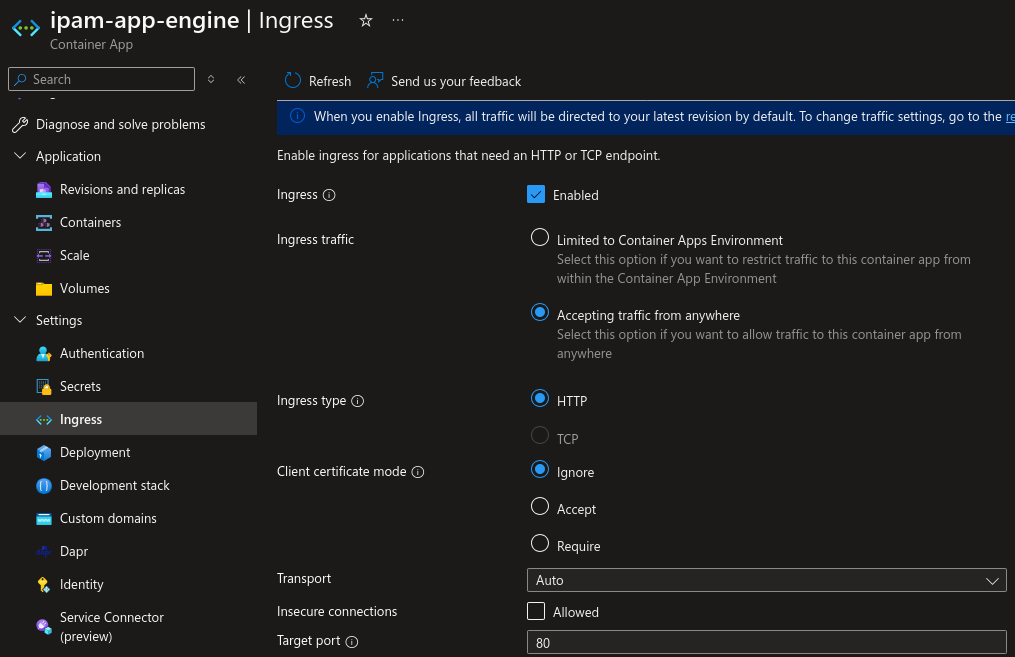 ipam-app-engine | Ingress
Container App
Search
Diagnose and solve problems
Application
Revisions and replicas
Containers
Scale
Volumes
Settings
Authentication
Secrets
Ingress
Deployment
Development stack
Custom domains
Dapr
Identity
Service Connector
(preview)
Refresh
Send us your feedback
When you enable Ingress, all traffic will be directed to your latest revision by default. To change traffic settings, go to the
Enable ingress for applications that need an HTTP or TCP endpoint.
Ingress
Enabled
Ingress traffic
Limited to Container Apps Environment
Select this option if you want to restrict traffic to this container app from
within the Container App Environment
Accepting traffic from anywhere
Select this option if you want to allow traffic to this container app from
anywhere
Ingress type
HTTP
TCP
Client certificate mode
Ignore
Accept
Require
Transport
Auto
Insecure connections
Allowed
Target port
80